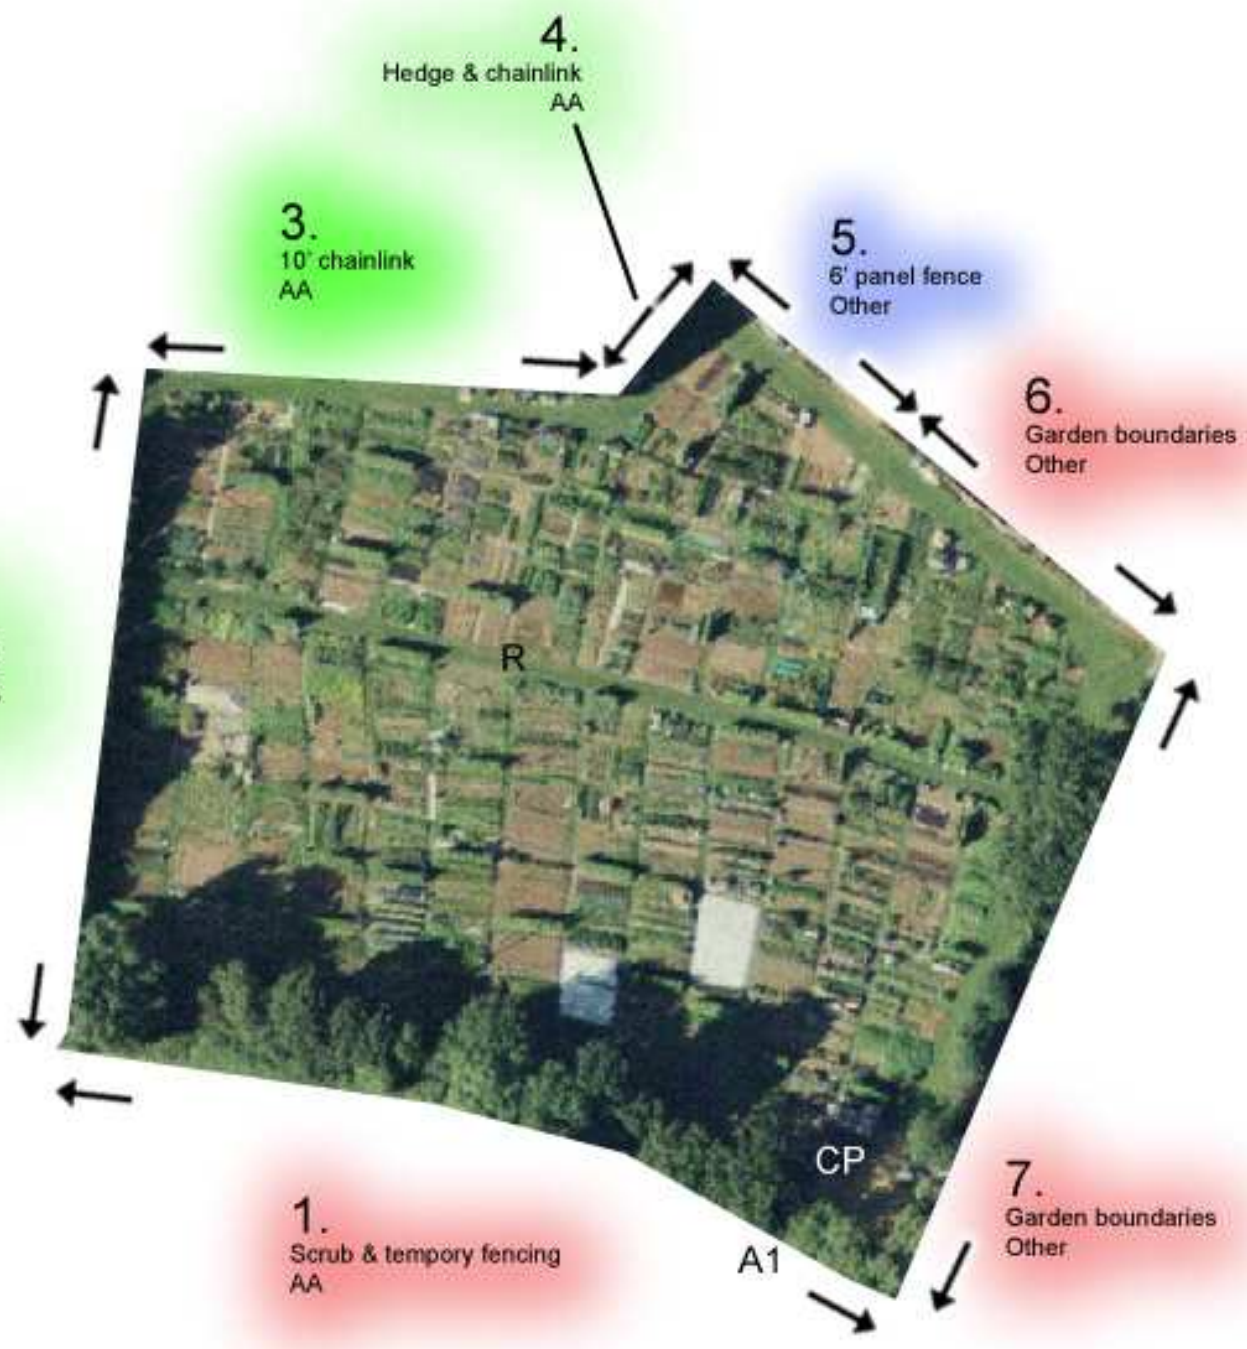 4.
Hedge & chainlink
AA
3.
10' chainlink
AA
5.
6' panel fence
Other
6.
Garden boundaries
Other
R
CP
7.
Garden boundaries
Other
1.
Scrub & tempory fencing
AA
A1